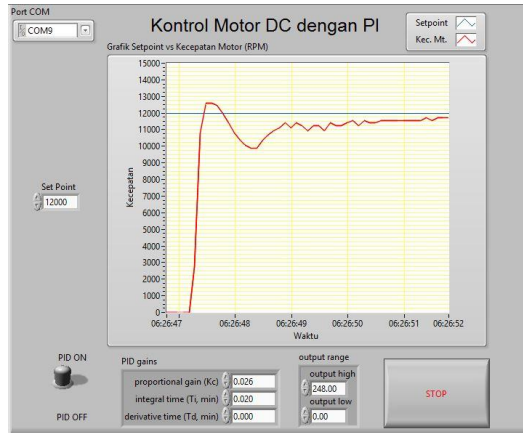 Port COM
COM9
Kontrol Motor DC dengan PI
Setpoint
Kec. Mt.
Grafik Setpoint vs Kecepatan Motor (RPM)
15000
14000
13000
12000
11000
10000
9000
8000
7000
6000
5000
4000
3000
2000
1000
0
Kecepatan
06:26:47
06:26:48
06:26:49
06:26:50
06:26:51
06:26:52
Waktu
Set Point
12000
PID ON
PID OFF
PID gains
proportional gain (Kc)
0.026
integral time (Ti, min)
0.020
derivative time (Td, min)
0.000
output range
output high
248.00
output low
0.00
STOP